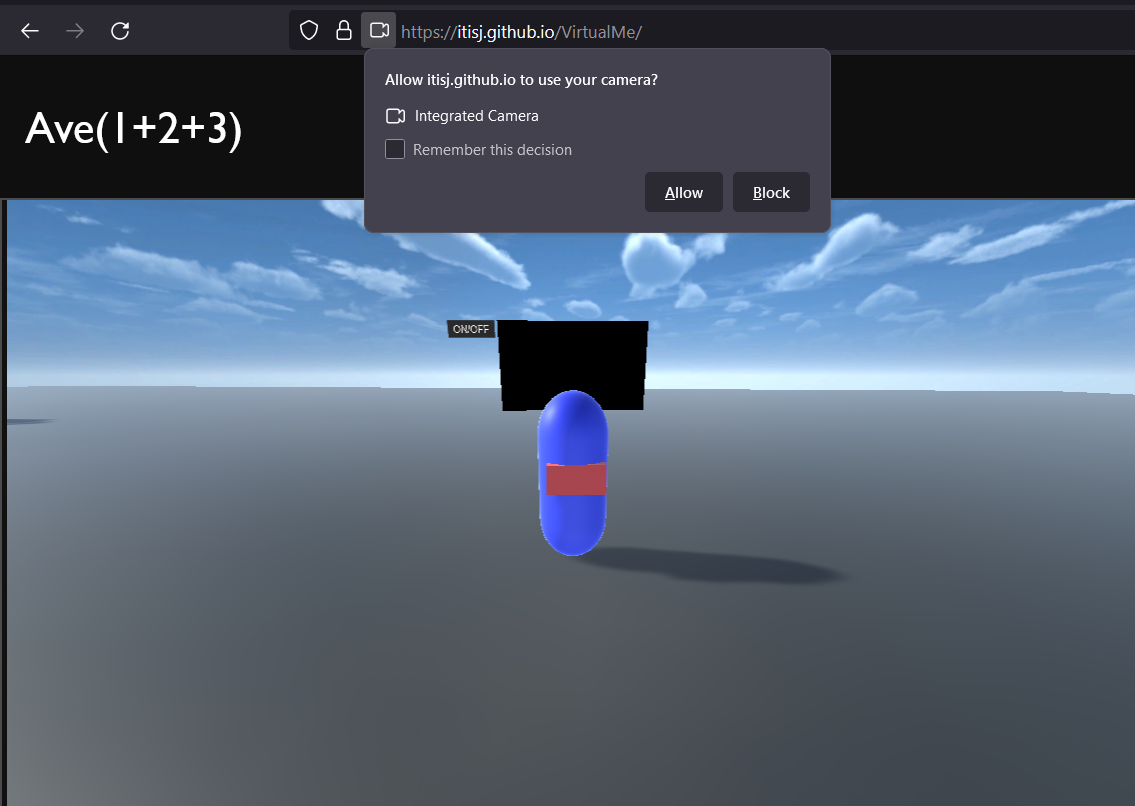 https://itisj.github.io/VirtualMe/
Allow itisj.github.io to use your camera?
Integrated Camera
Remember this decision
Allow
Block
Ave(1+2+3)
ON/OFF